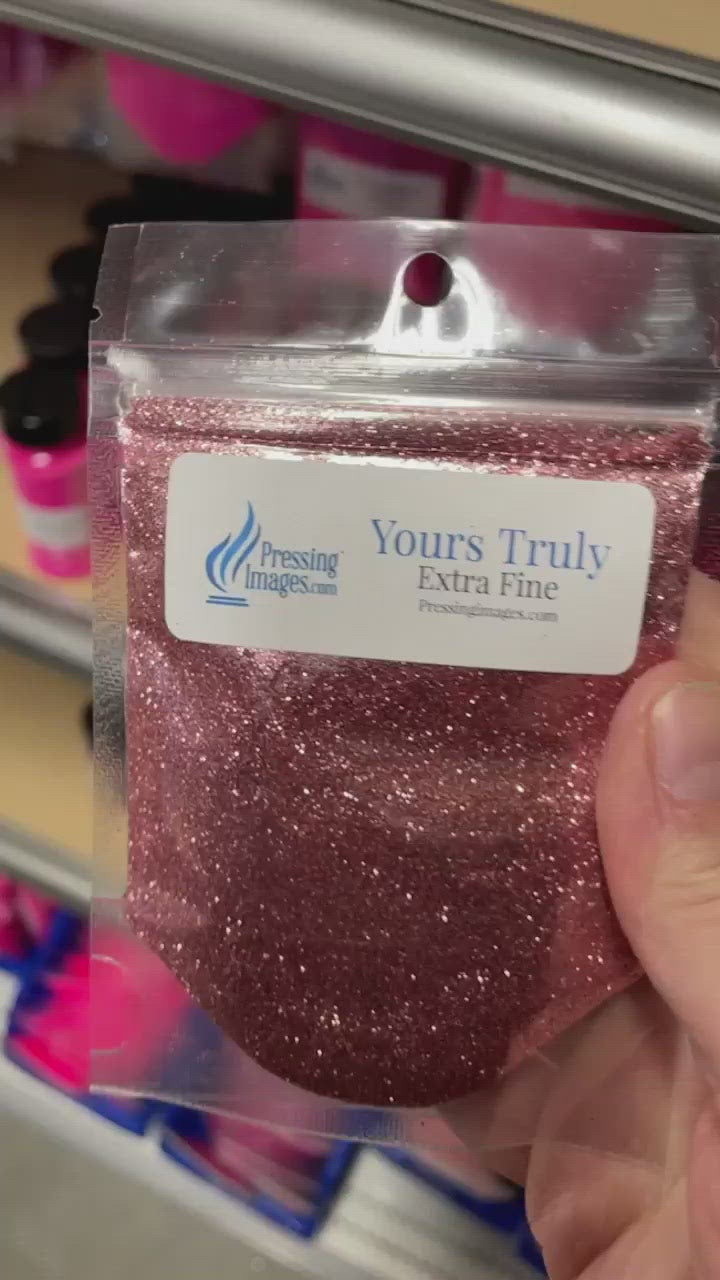 Pressing
Images.com
Yours Truly
Extra Fine
Pressingimages.com